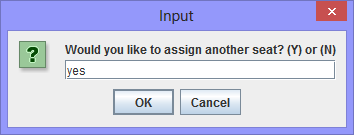 Input
Would you like to assign another seat? (Y) or (N)
yes
OK Cancel